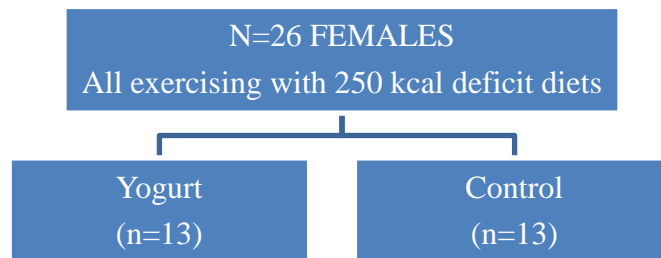 N=26 FEMALES
All exercising with 250 kcal deficit diets
Yogurt
(n=13)
Control
(n=13)